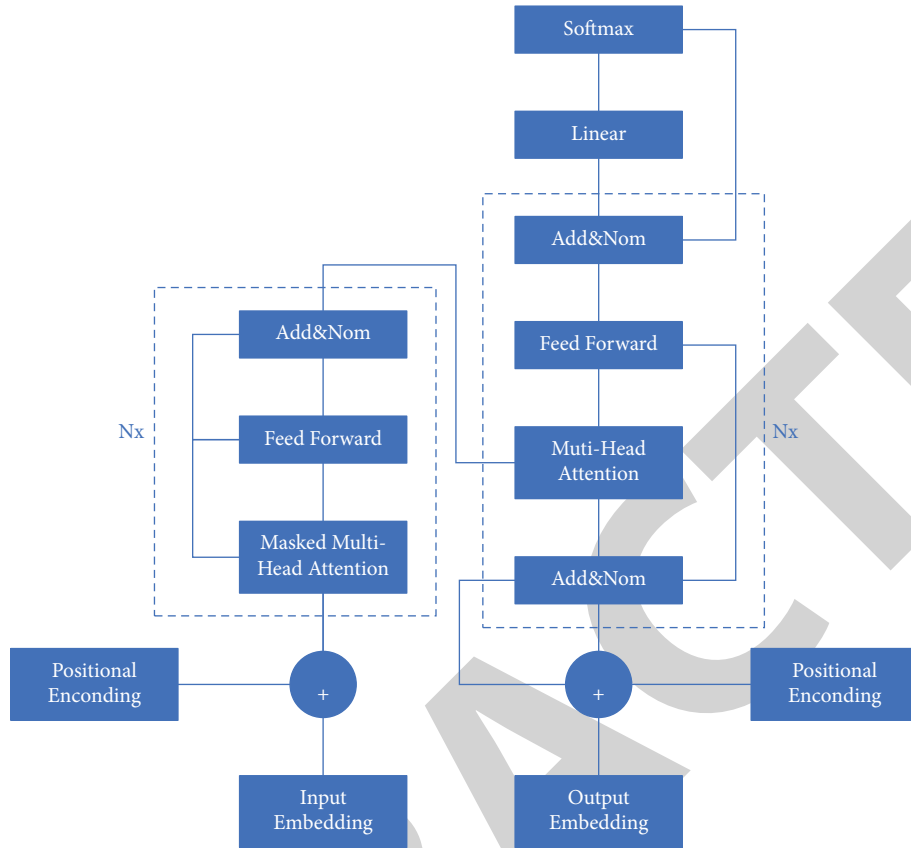 Softmax
Linear
Add&Nom
Feed Forward
Muti-Head
Attention
Add&Nom
Nx
Add&Nom
Feed Forward
Masked Multi-
Head Attention
Nx
Positional
Enconding
+
+
Positional
Enconding
Input
Embedding
Output
Embedding